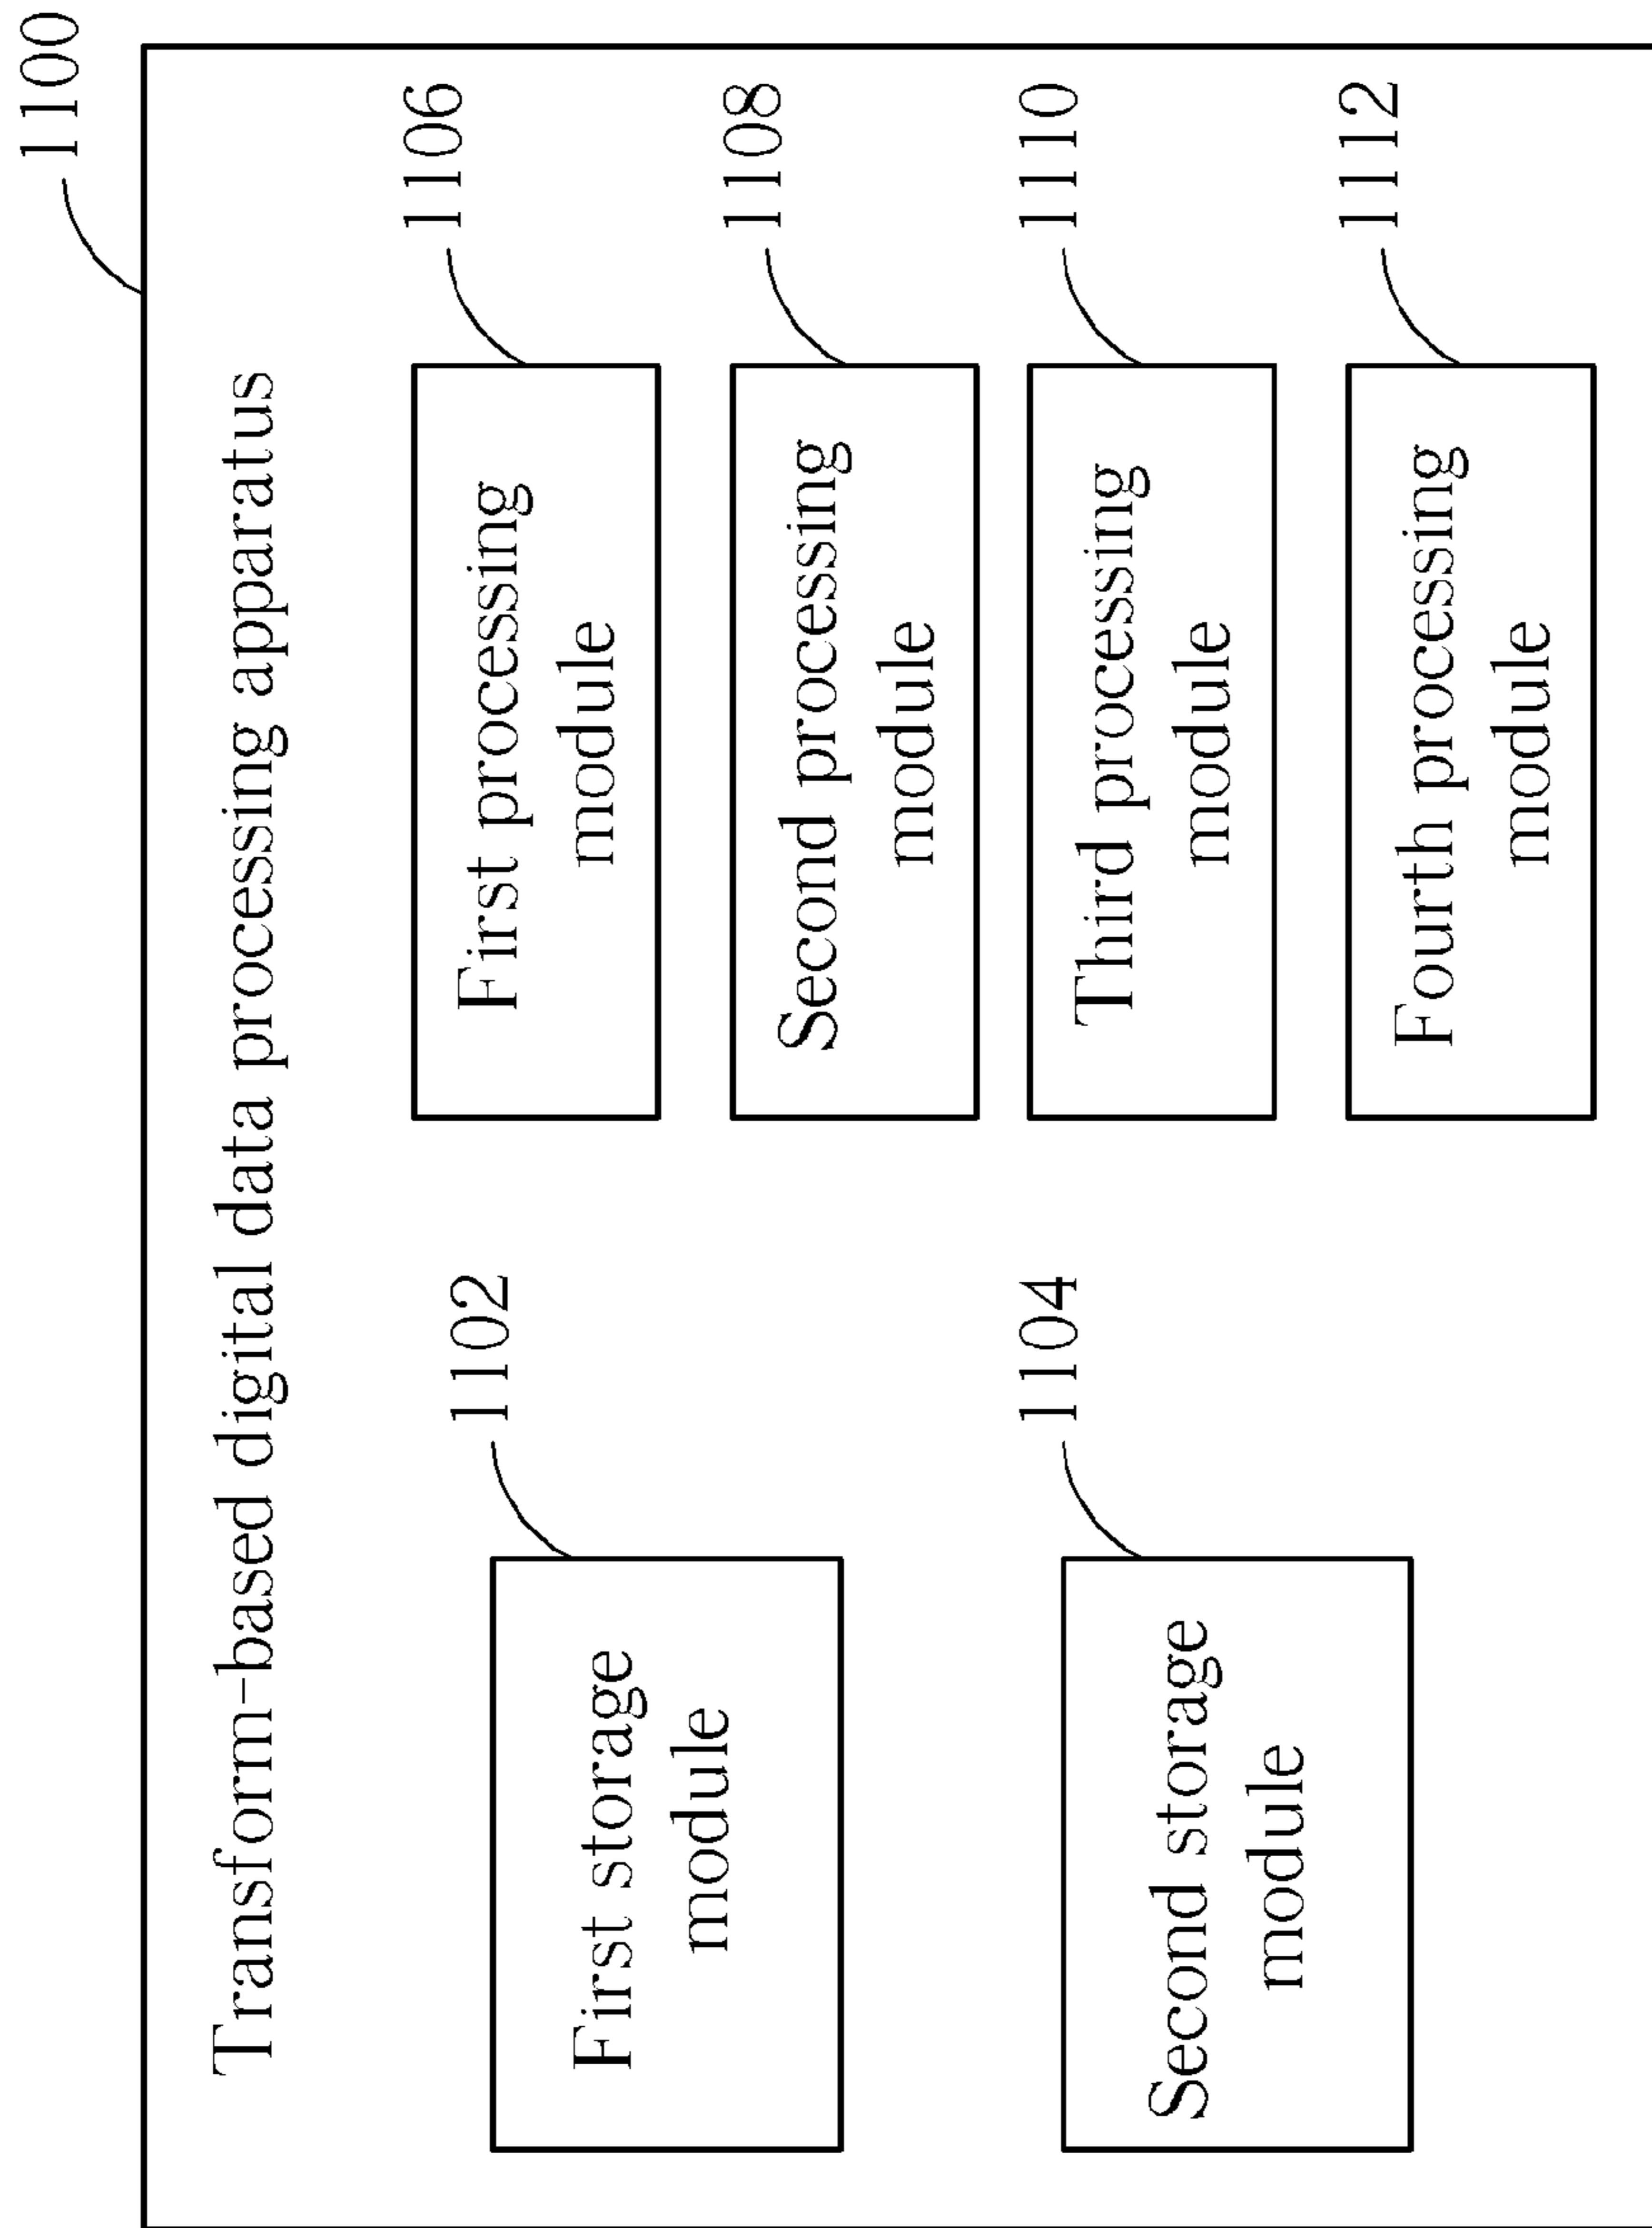 1100
Transform-based digital data processing apparatus
1102
First storage
module
1104
Second storage
module
1106
First processing
module
1108
Second processing
module
1110
Third processing
module
1112
Fourth processing
module